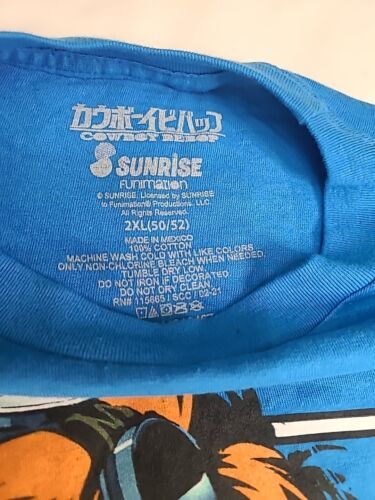 カウボーイビバップ
COWBOY BEBOP
SUNRISE
FUNIMATION
© SUNRISE. Licensed by SUNRISE
to Funimation® Productions, LLC.
All Rights Reserved
2XL(50/52)
MADE IN MEXICO
100% COTTON
MACHINE WASH COLD WITH LIKE COLORS
ONLY NON-CHLORINE BLEACH WHEN NEEDED.
TUMBLE DRY LOW.
DO NOT IRON IF DECORATED
DO NOT DRY CLEAN.
RN# 115665 / SCC / 02-21